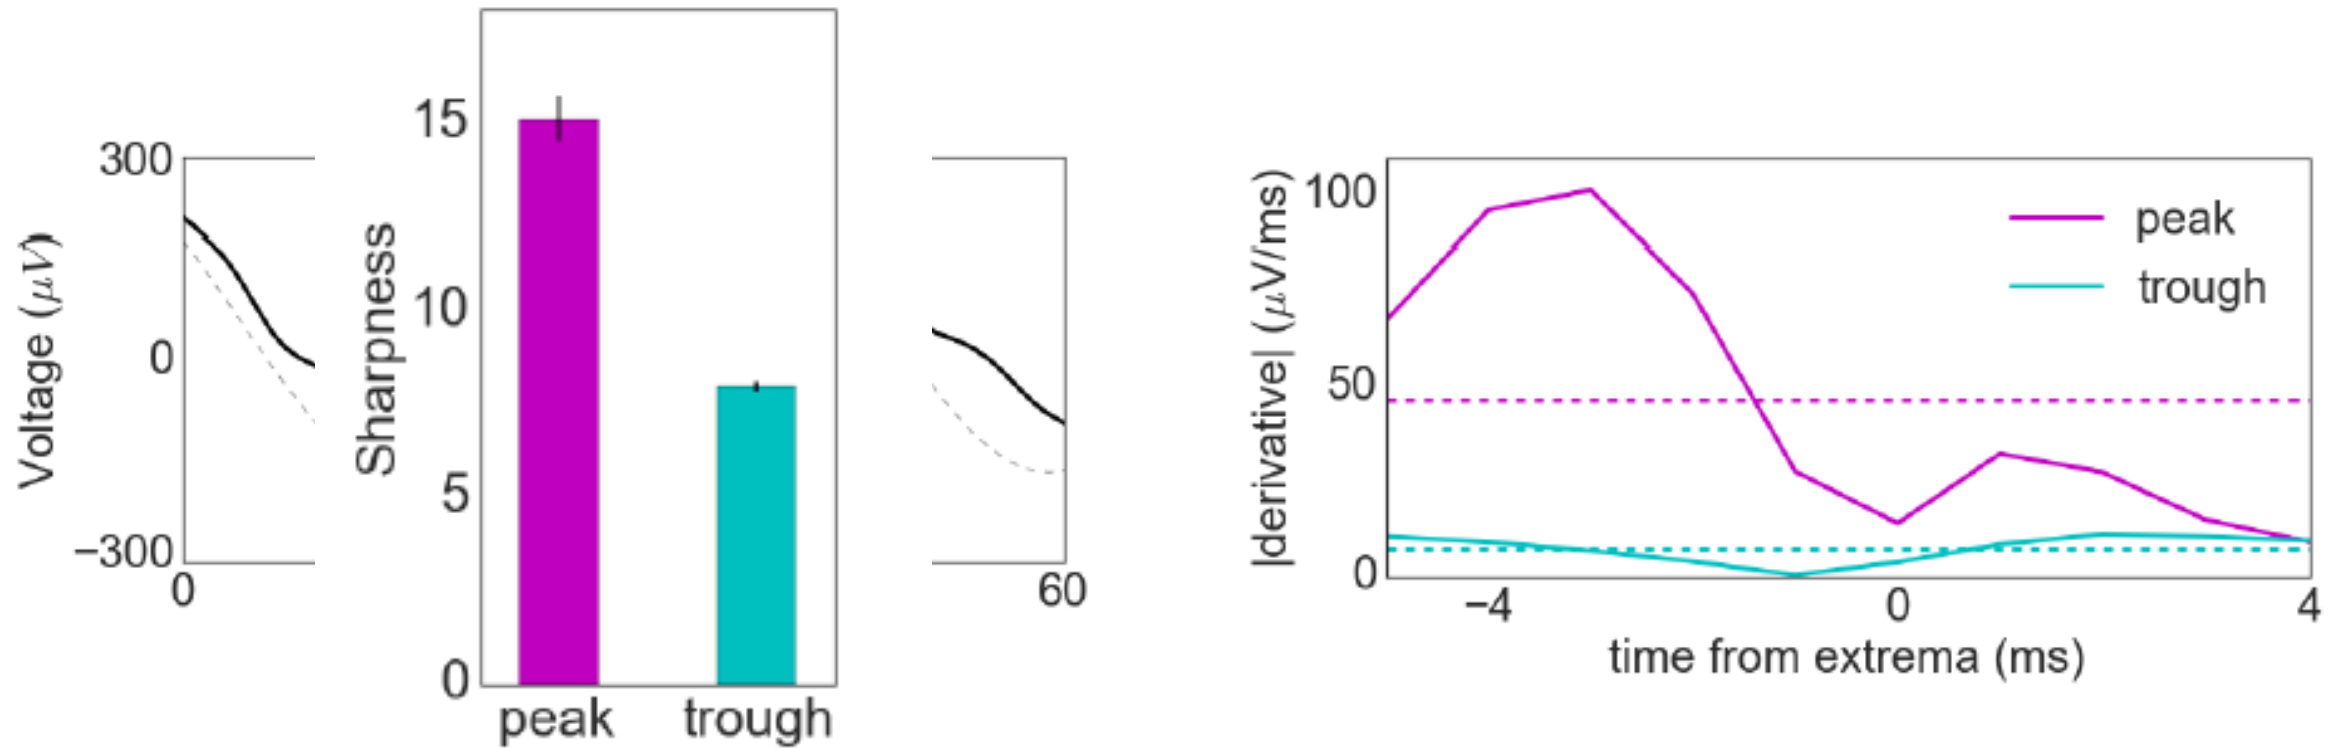 Voltage (μV)
300
0
−300
0
60
Sharpness
15
10
5
0
peak
trough
|derivative| (μV/ms)
100
50
0
peak
trough
−4
0
4
time from extrema (ms)